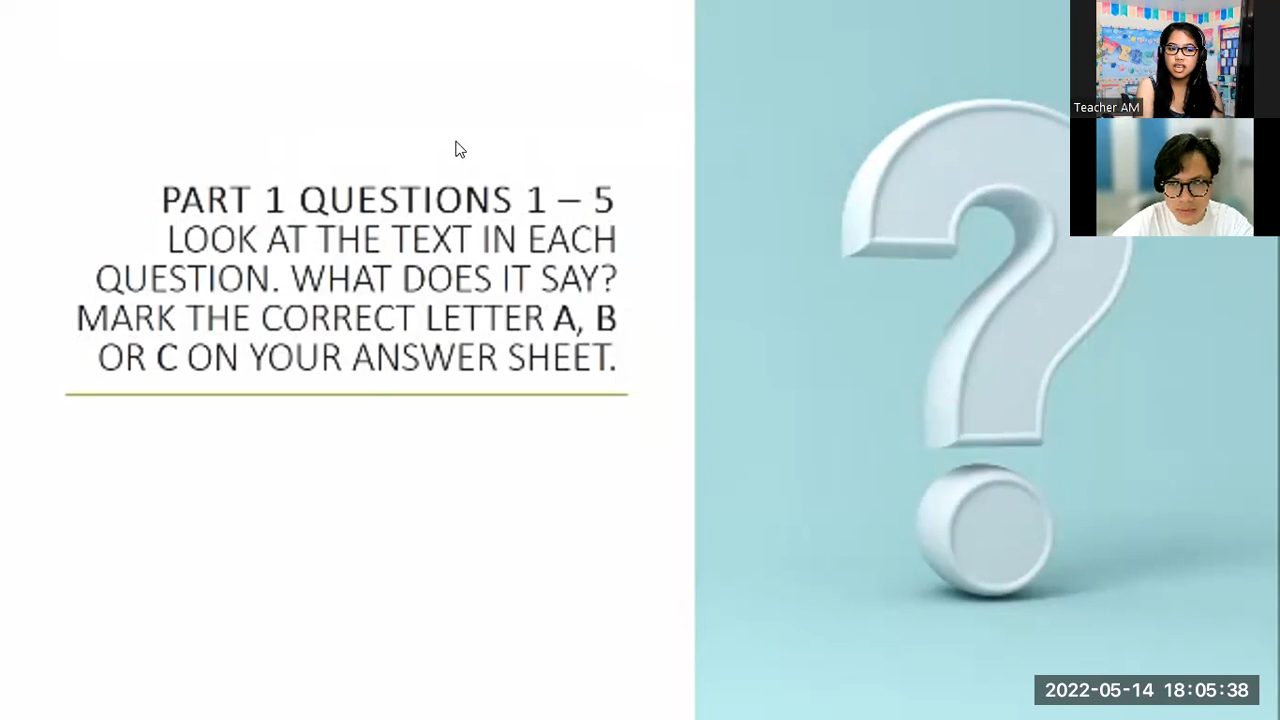 Teacher AM
PART 1 QUESTIONS 1 – 5
LOOK AT THE TEXT IN EACH
QUESTION. WHAT DOES IT SAY?
MARK THE CORRECT LETTER A, B
OR C ON YOUR ANSWER SHEET.
2022-05-14 18:05:38